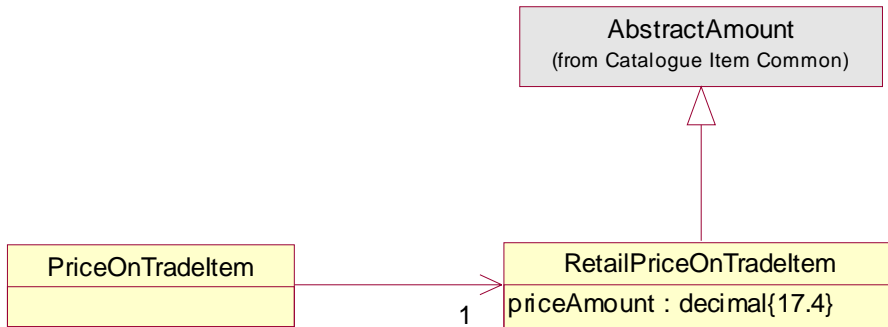 AbstractAmount
(from Catalogue Item Common)
PriceOnTradeItem
RetailPriceOnTradeItem
1
priceAmount : decimal{17.4}